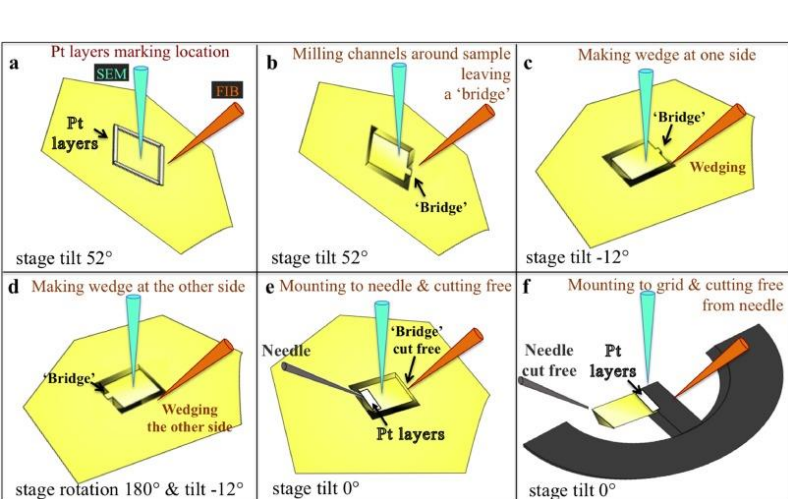 a
Pt layers marking location
SEM
FIB
Pt
layers
stage tilt 52°
b
Milling channels around sample
leaving
a ‘bridge’
‘Bridge’
stage tilt 52°
c
Making wedge at one side
‘Bridge’
Wedging
stage tilt -12°
d Making wedge at the other side
‘Bridge’
Wedging
the other side
stage rotation 180° & tilt -12°
e Mounting to needle & cutting free
Needle
‘Bridge’
cut free
Pt layers
stage tilt 0°
f Mounting to grid & cutting free
from needle
Needle
cut free
Pt
layers
stage tilt 0°